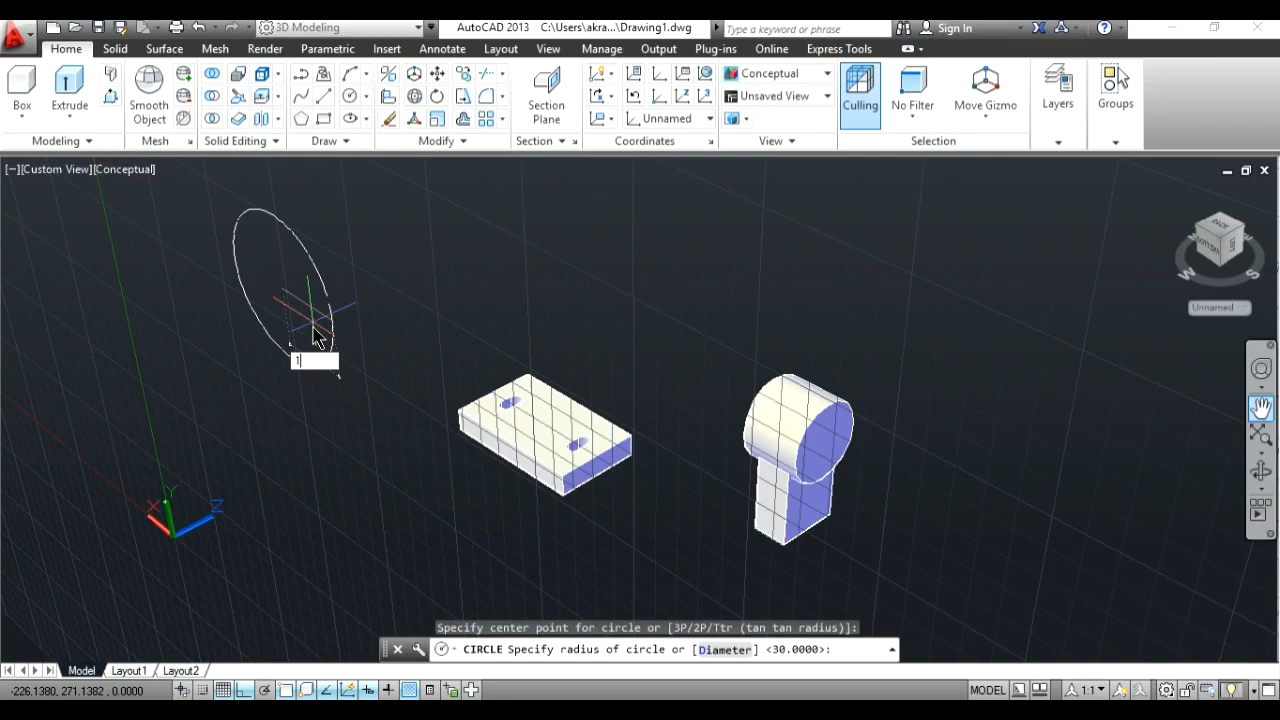 3D Modeling
AutoCAD 2013 C:\Users\akra...\Drawing1.dwg
Type a keyword or phrase
Sign In
Home Solid Surface Mesh Render Parametric Insert Annotate Layout View Manage Output Plug-ins Online Express Tools
Box
Extrude
Smooth
Object
Section
Plane
Conceptual
Unsaved View
Unnamed
Culling
No Filter
Move Gizmo
Layers
Groups
Modeling Mesh Solid Editing Draw Modify Section Coordinates View Selection
[−][Custom View][Conceptual]
BACK
W S
Unnamed
1
X Y Z
Specify center point for circle or [3P/2P/Ttr (tan tan radius)]:
CIRCLE Specify radius of circle or [Diameter] <30.0000>:
Model Layout1 Layout2
-226.1380, 271.1382, 0.0000
MODEL
1:1